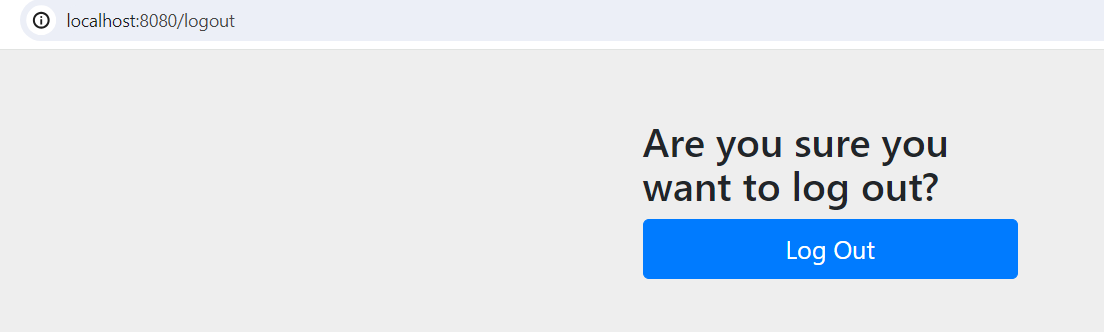 localhost:8080/logout
Are you sure you
want to log out?
Log Out